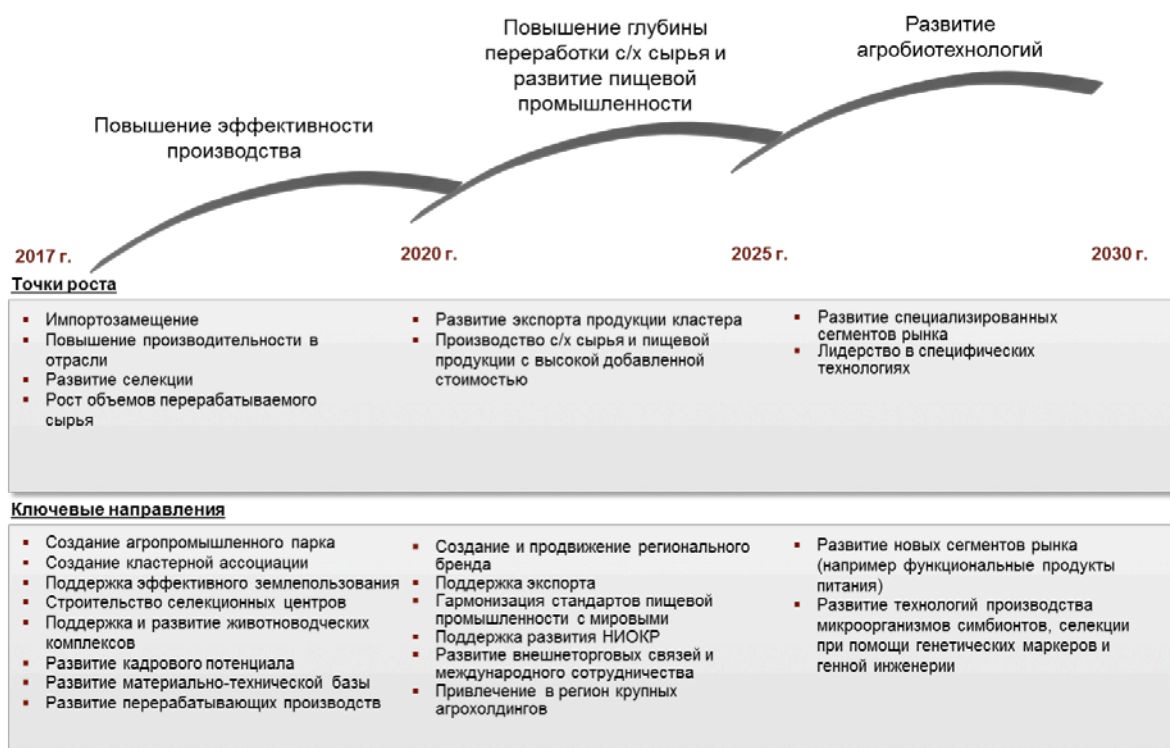 Повышение эффективности
производства
Повышение глубины
переработки с/х сырья и
развитие пищевой
промышленности
Развитие
агробиотехнологий
2017 г.
2020 г.
2025 г.
2030 г.
Точки роста
▪ Импортозамещение
▪ Повышение производительности в
отрасли
▪ Развитие селекции
▪ Рост объемов перерабатываемого
сырья
▪ Развитие экспорта продукции кластера
▪ Производство с/х сырья и пищевой
продукции с высокой добавленной
стоимостью
▪ Развитие специализированных
сегментов рынка
▪ Лидерство в специфических
технологиях
Ключевые направления
▪ Создание агропромышленного парка
▪ Создание кластерной ассоциации
▪ Поддержка эффективного землепользования
▪ Строительство селекционных центров
▪ Поддержка и развитие животноводческих
комплексов
▪ Развитие кадрового потенциала
▪ Развитие материально-технической базы
▪ Развитие перерабатывающих производств
▪ Создание и продвижение регионального
бренда
▪ Поддержка экспорта
▪ Гармонизация стандартов пищевой
промышленности с мировыми
▪ Поддержка развития НИОКР
▪ Развитие внешнеторговых связей и
международного сотрудничества
▪ Привлечение в регион крупных
агрохолдингов
▪ Развитие новых сегментов рынка
(например функциональные продукты
питания)
▪ Развитие технологий производства
микроорганизмов симбионтов, селекции
при помощи генетических маркеров и
генной инженерии